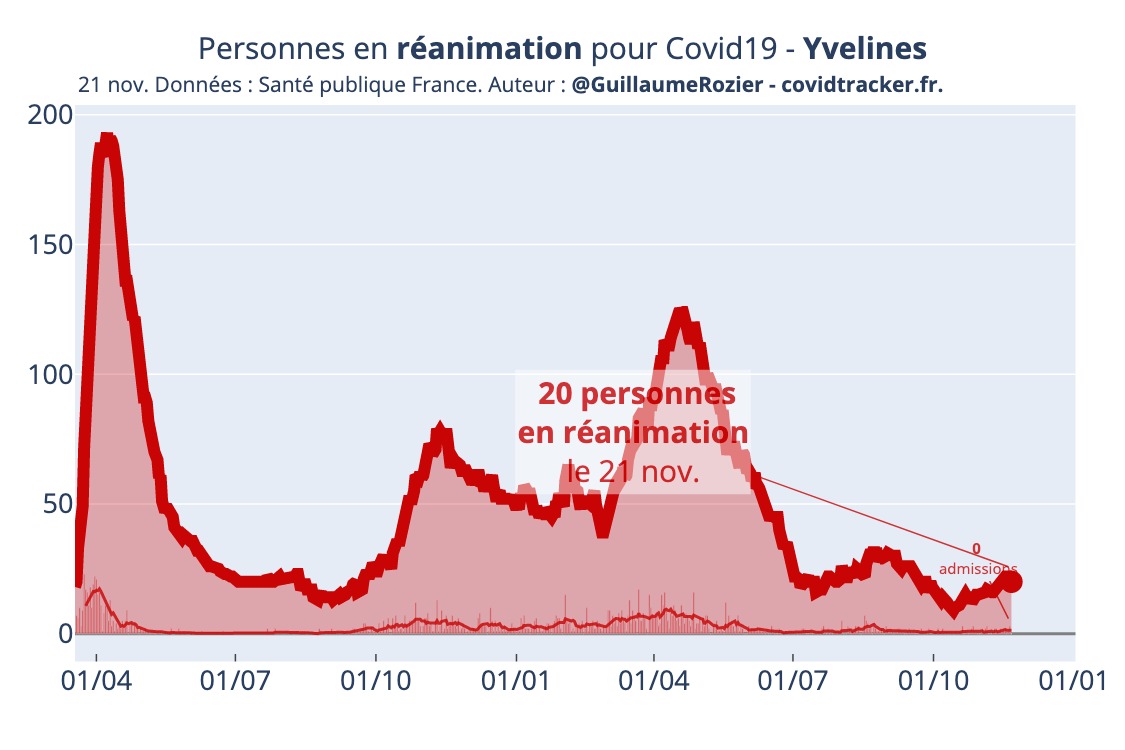 Personnes en réanimation pour Covid19 - Yvelines
21 nov. Données : Santé publique France. Auteur : @GuillaumeRozier - covidtracker.fr.
200
150
100
50
0
20 personnes
en réanimation
le 21 nov.
0
admissions
01/04
01/07
01/10
01/01
01/04
01/07
01/10
01/01